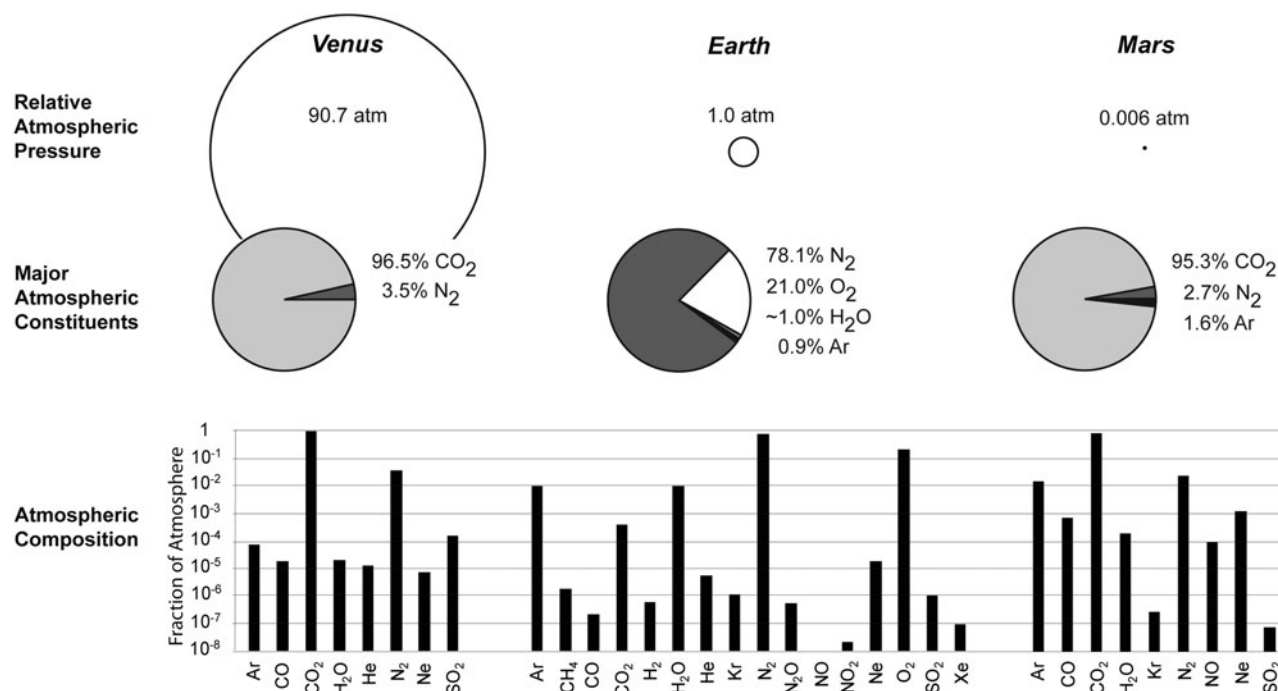 Venus
Earth
Mars
Relative
Atmospheric
Pressure
90.7 atm
1.0 atm
0.006 atm
Major
Atmospheric
Constituents
96.5% CO2
3.5% N2
78.1% N2
21.0% O2
~1.0% H2O
0.9% Ar
95.3% CO2
2.7% N2
1.6% Ar
Atmospheric
Composition
Fraction of Atmosphere
1
10-1
10-2
10-3
10-4
10-5
10-6
10-7
10-8
Ar
CO
CO2
H2O
He
N2
Ne
SO2
Ar
CH4
CO
CO2
H2
H2O
He
Kr
N2
N2O
NO
NO2
Ne
O2
SO2
Xe
Ar
CO
CO2
H2O
Kr
N2
NO
Ne
SO2